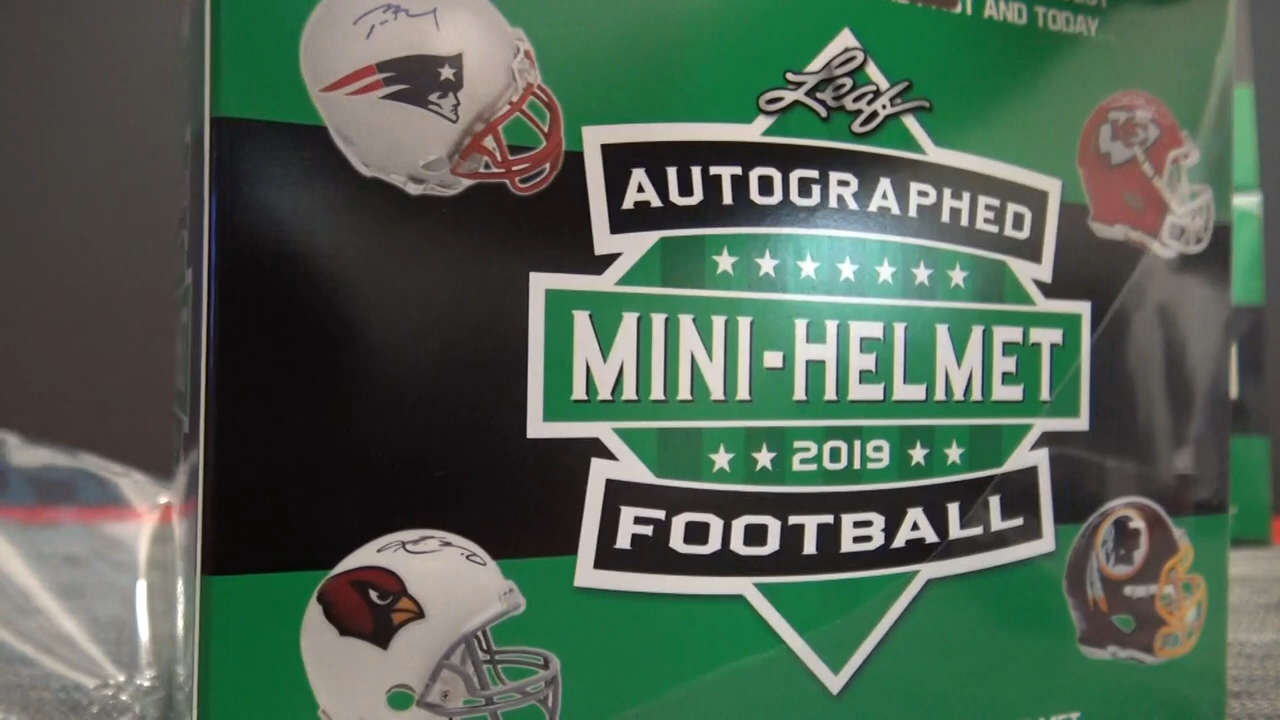 AND TODAY
Leaf
AUTOGRAPHED
MINI-HELMET
2019
FOOTBALL